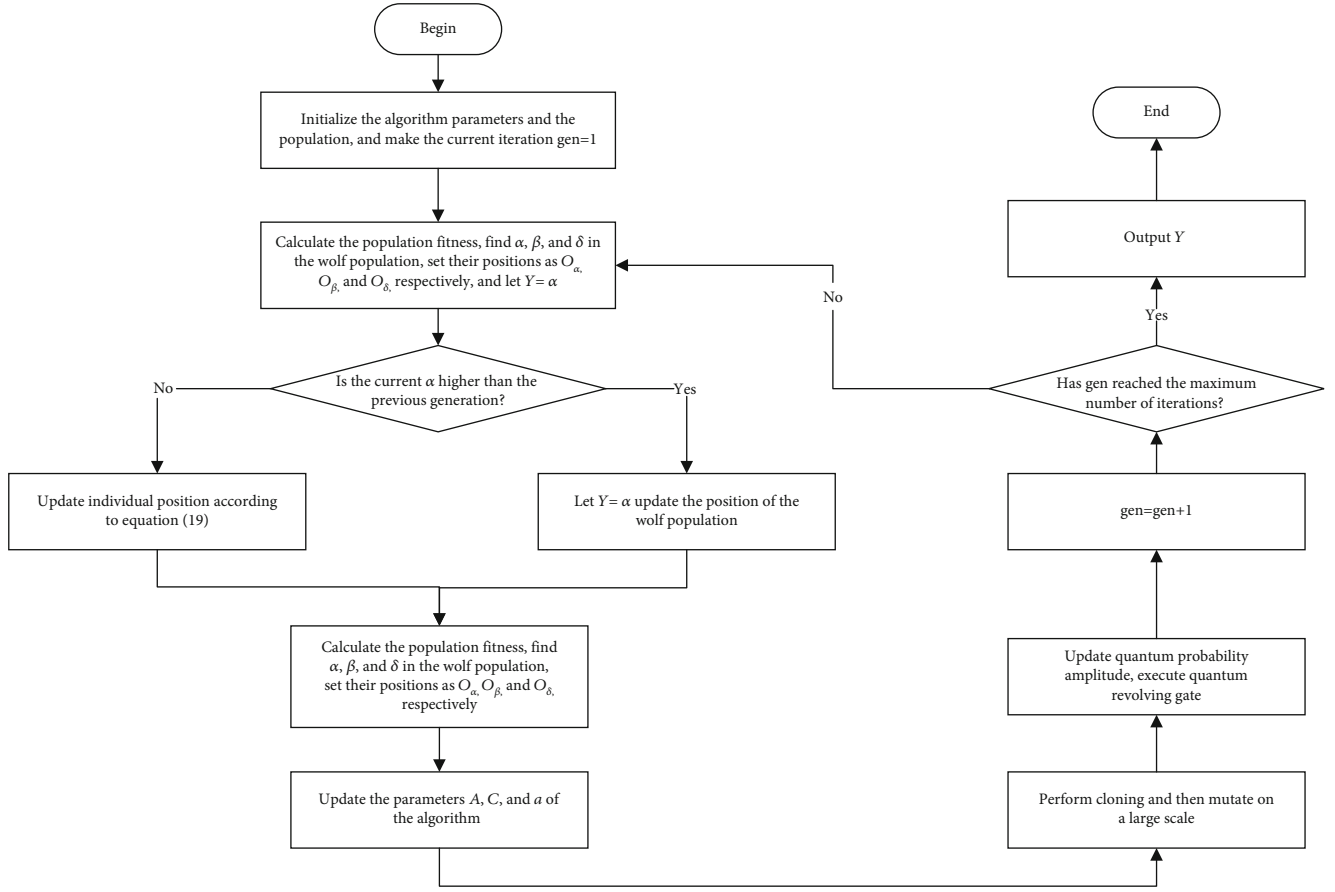 Begin
Initialize the algorithm parameters and the
population, and make the current iteration gen=1
Calculate the population fitness, find α, β, and δ in
the wolf population, set their positions as Oα,
Oβ, and Oδ, respectively, and let Y = α
Is the current α higher than the
previous generation?
No
Yes
Update individual position according
to equation (19)
Let Y = α update the position of the
wolf population
Calculate the population fitness, find
α, β, and δ in the wolf population,
set their positions as Oα, Oβ, and Oδ,
respectively
Update the parameters A, C, and a of
the algorithm
Perform cloning and then mutate on
a large scale
Update quantum probability
amplitude, execute quantum
revolving gate
gen=gen+1
Has gen reached the maximum
number of iterations?
No
Yes
Output Y
End